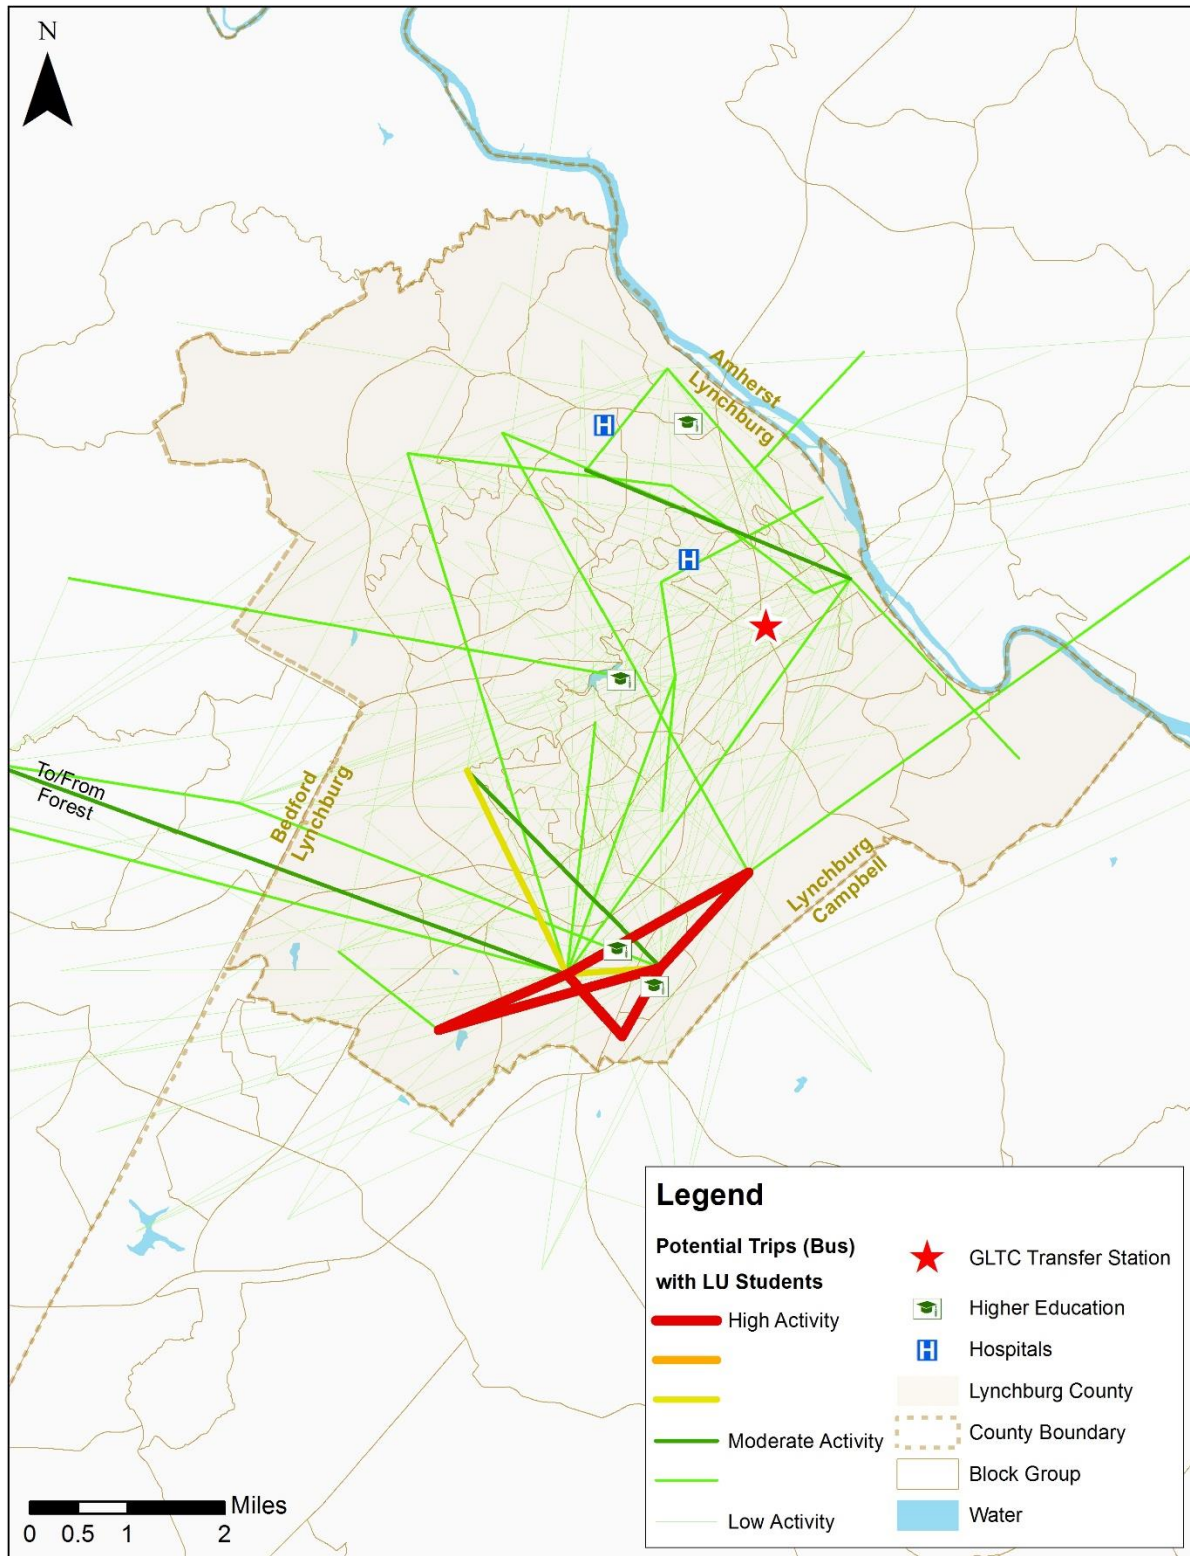 N
Amherst
Lynchburg
To/From
Forest
Bedford
Lynchburg
Lynchburg
Campbell
Legend
Potential Trips (Bus)
with LU Students
High Activity
Moderate Activity
Low Activity
GLTC Transfer Station
Higher Education
H Hospitals
Lynchburg County
County Boundary
Block Group
Water
H
H
Miles
0 0.5 1 2